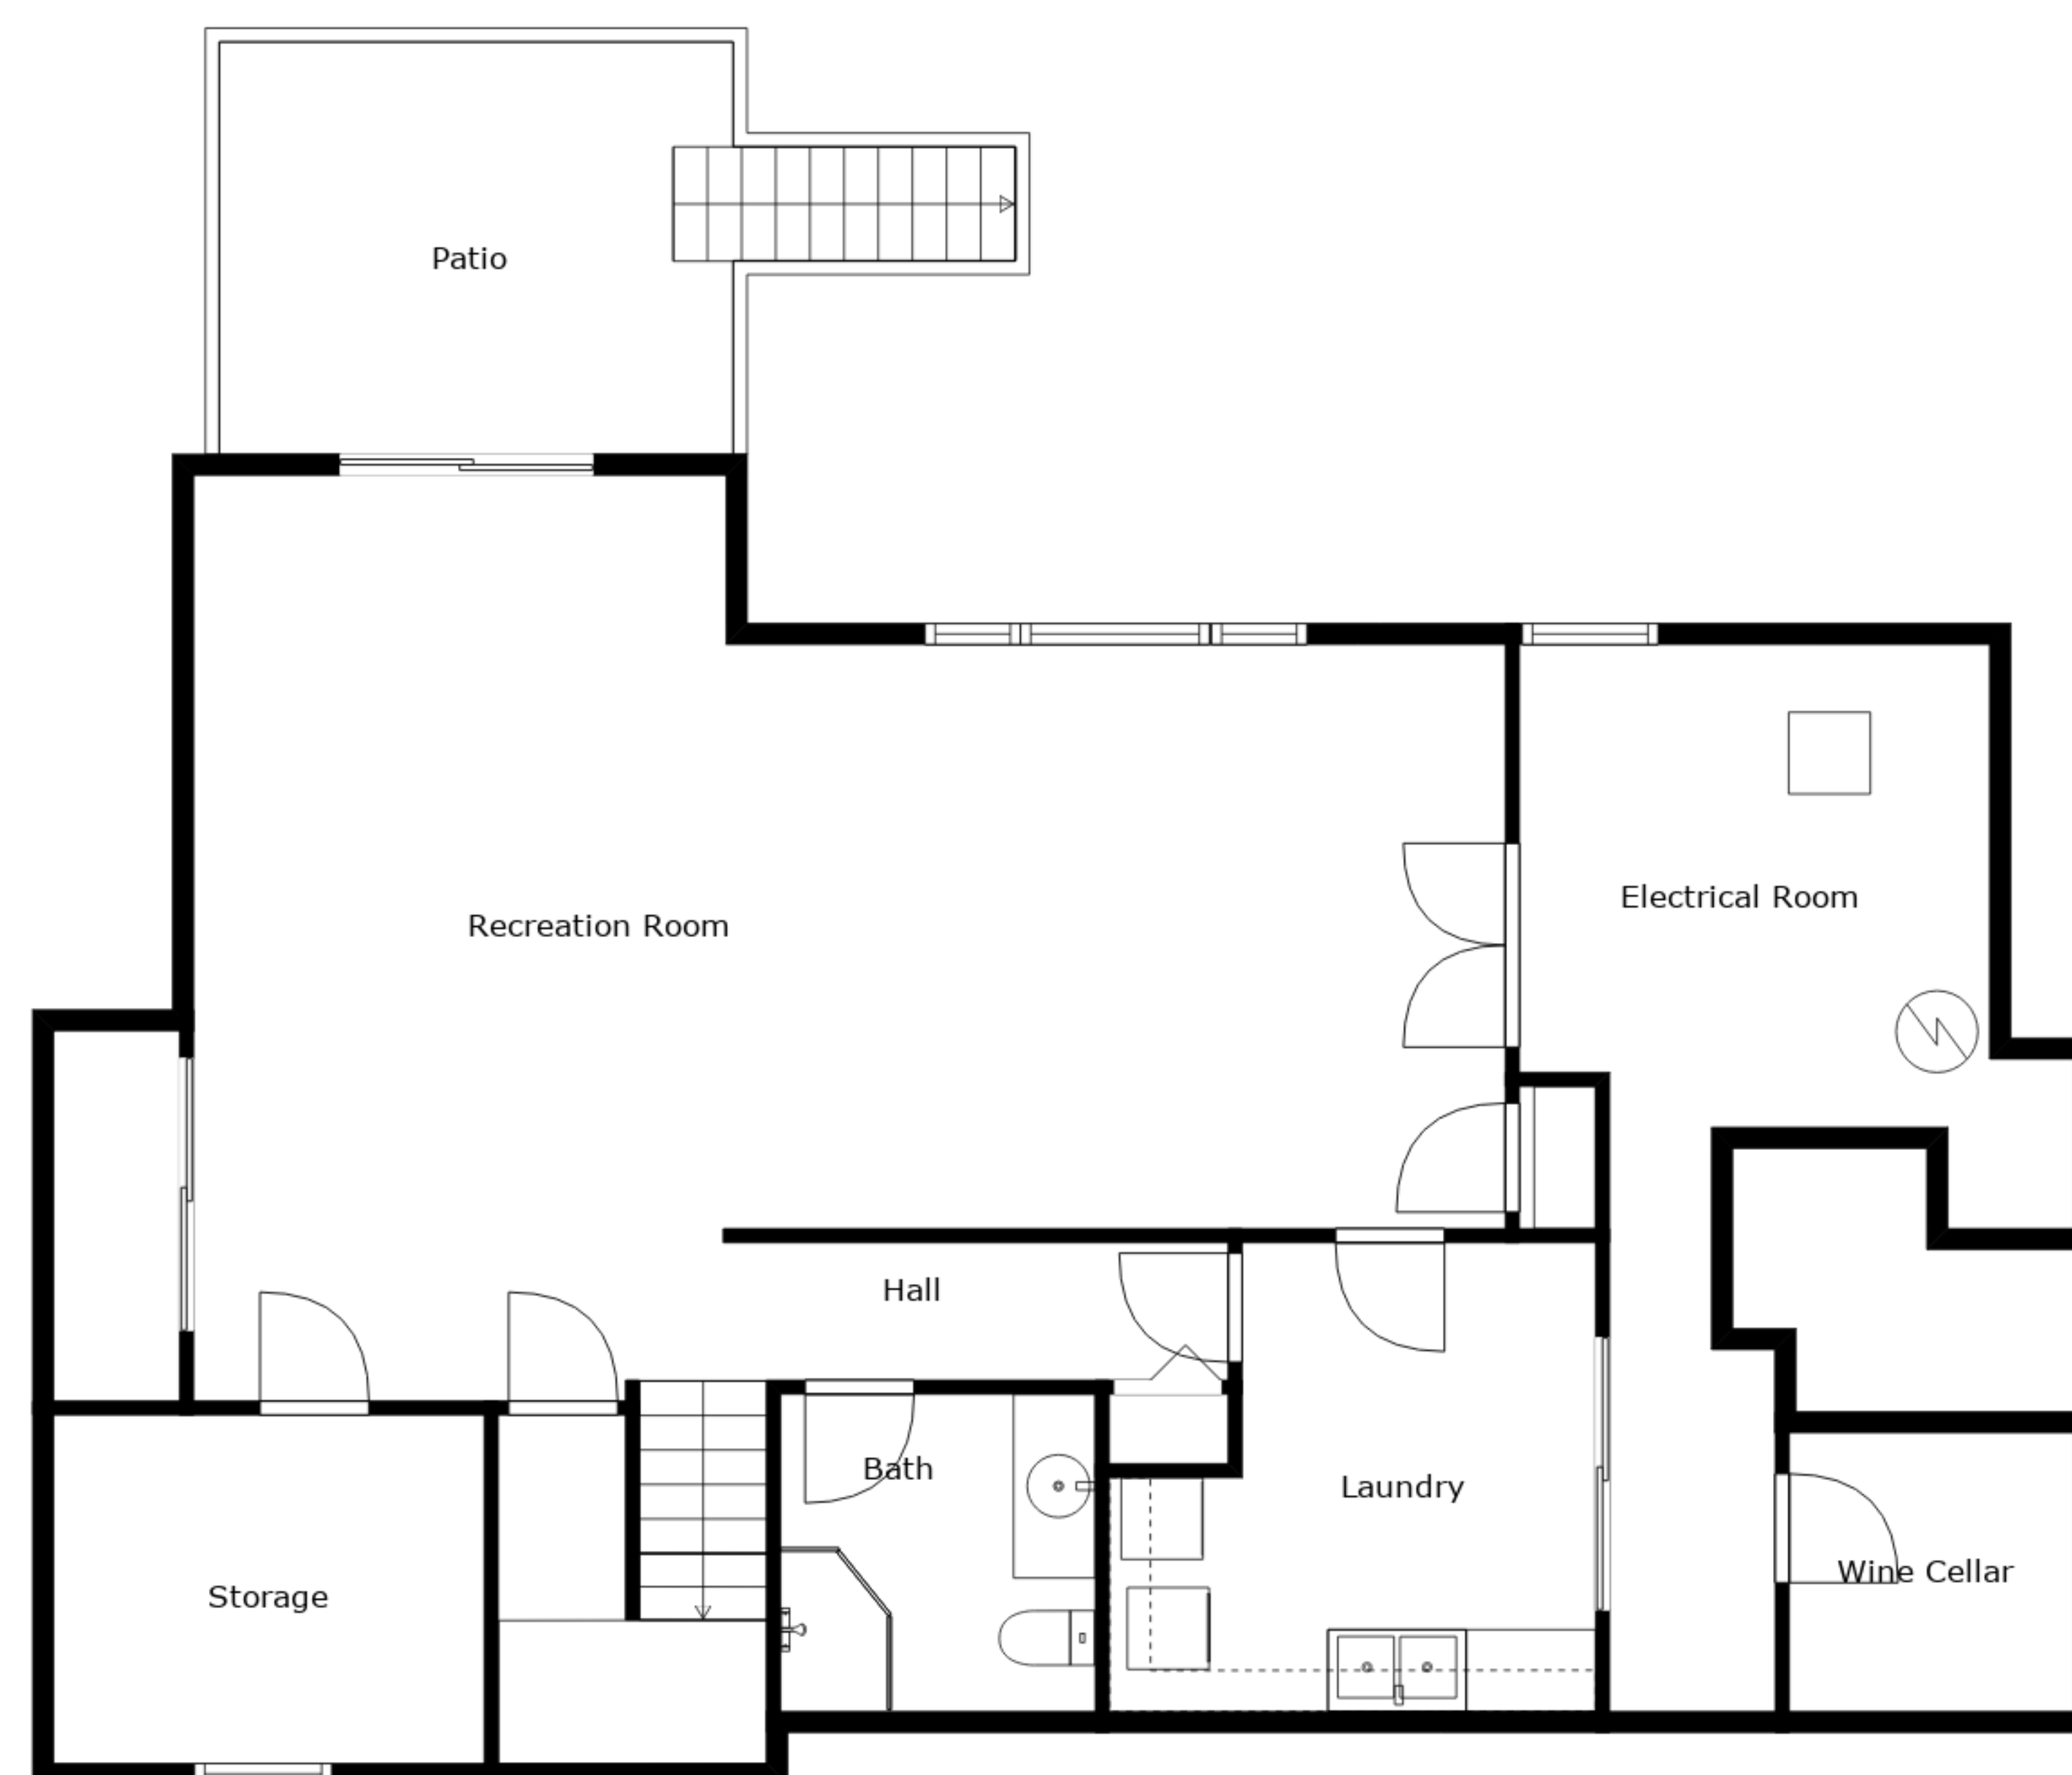 Patio
Recreation Room
Electrical Room
Hall
Bath
Laundry
Storage
Wine Cellar